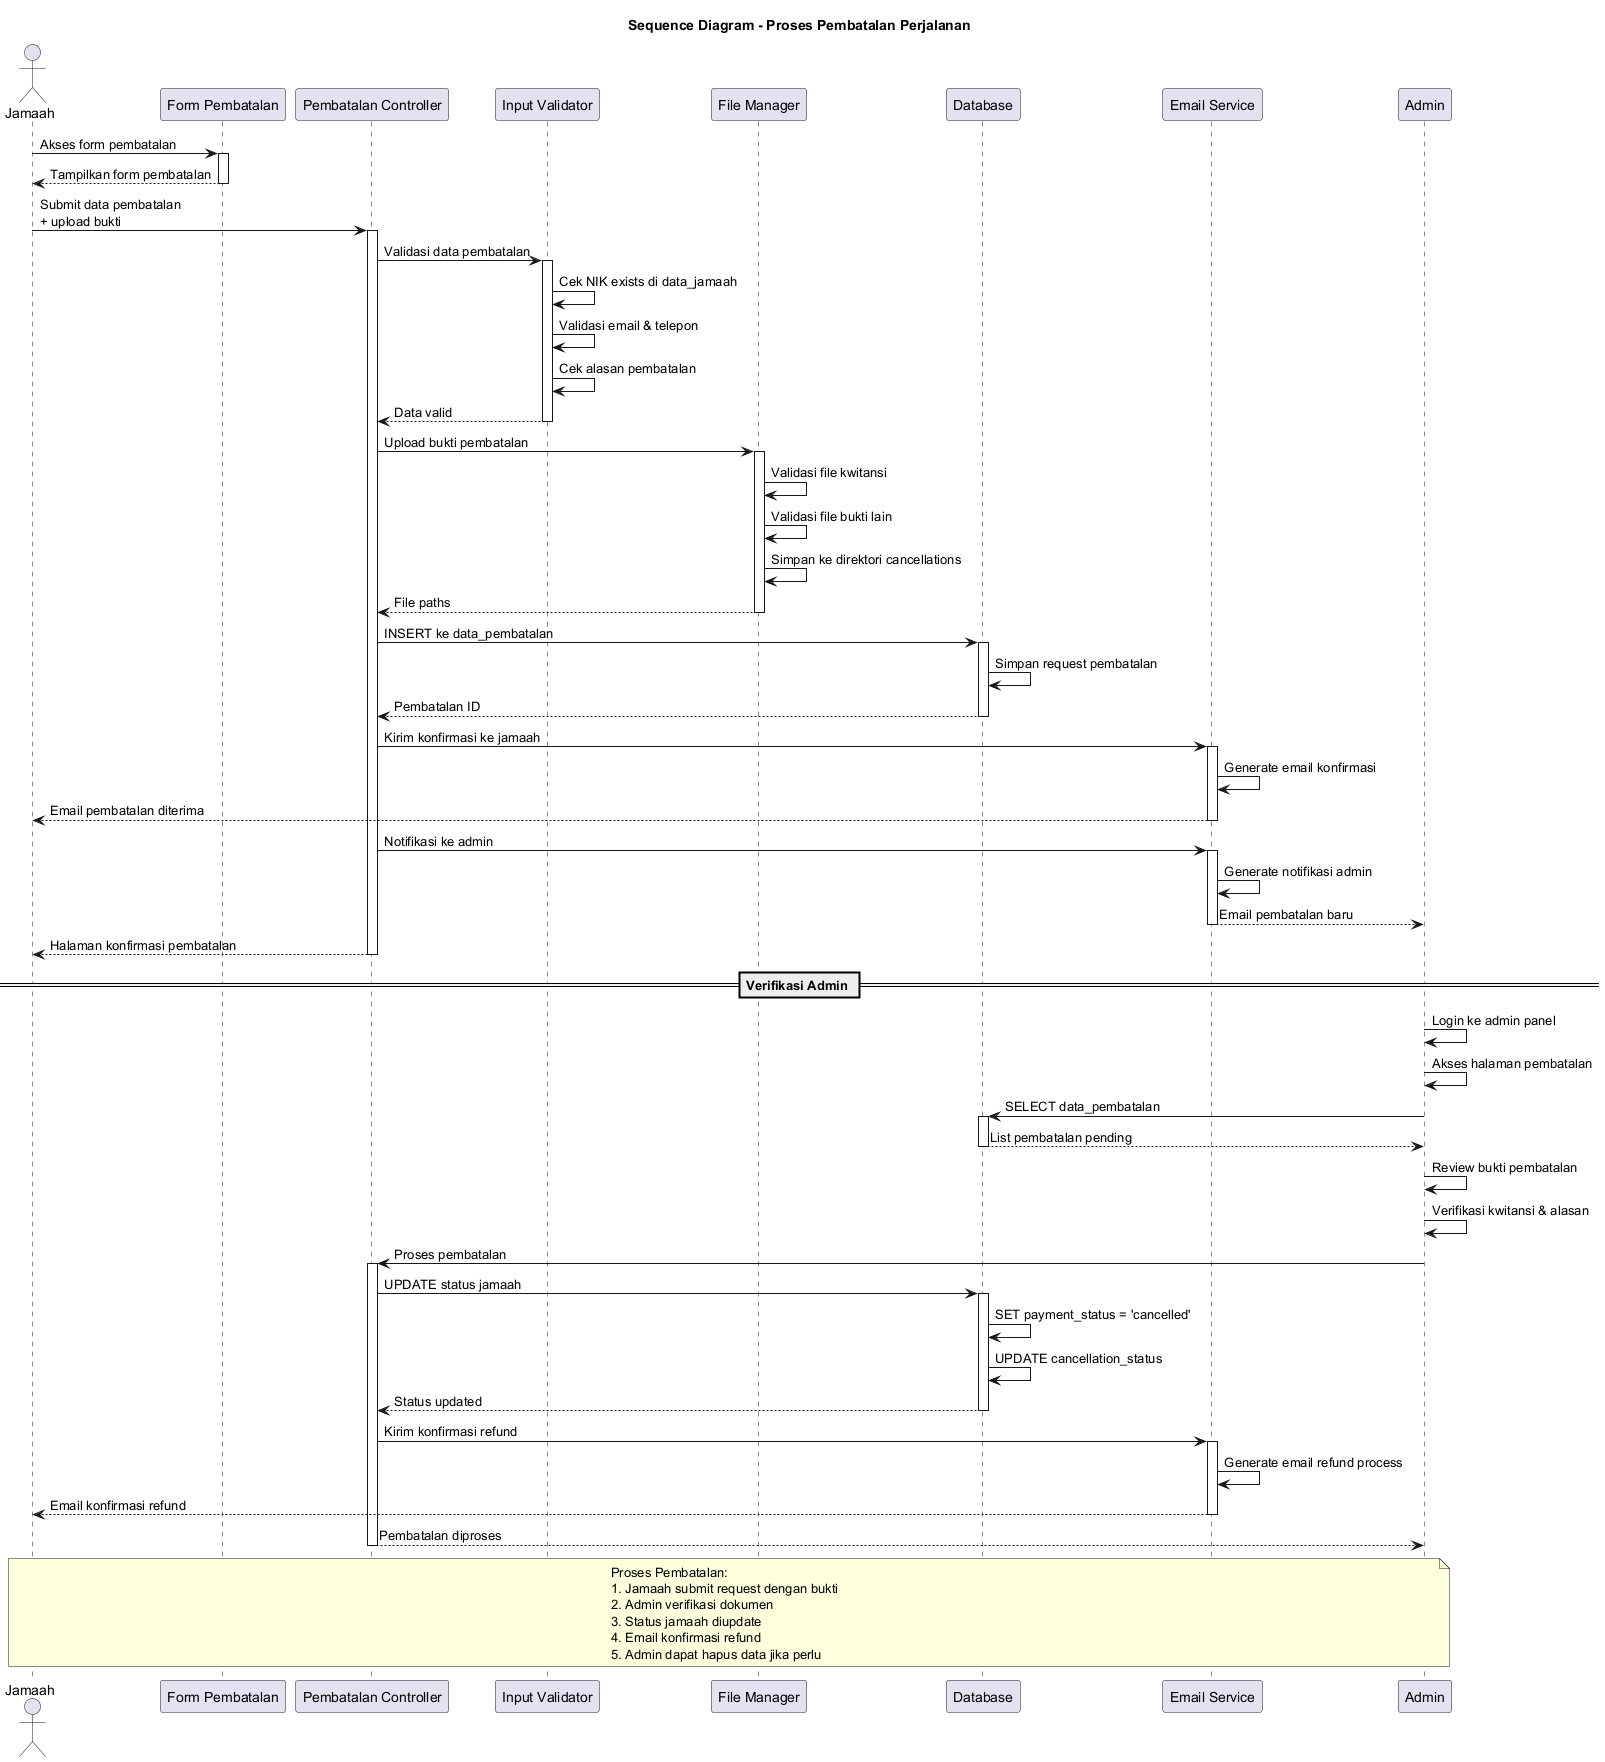 Sequence Diagram - Proses Pembatalan Perjalanan
Jamaah
Form Pembatalan
Pembatalan Controller
Input Validator
File Manager
Database
Email Service
Admin
Akses form pembatalan
Tampilkan form pembatalan
Submit data pembatalan
+ upload bukti
Validasi data pembatalan
Cek NIK exists di data_jamaah
Validasi email & telepon
Cek alasan pembatalan
Data valid
Upload bukti pembatalan
Validasi file kwitansi
Validasi file bukti lain
Simpan ke direktori cancellations
File paths
INSERT ke data_pembatalan
Simpan request pembatalan
Pembatalan ID
Kirim konfirmasi ke jamaah
Generate email konfirmasi
Email pembatalan diterima
Notifikasi ke admin
Generate notifikasi admin
Email pembatalan baru
Halaman konfirmasi pembatalan
Verifikasi Admin
Login ke admin panel
Akses halaman pembatalan
SELECT data_pembatalan
List pembatalan pending
Review bukti pembatalan
Verifikasi kwitansi & alasan
Proses pembatalan
UPDATE status jamaah
SET payment_status = 'cancelled'
UPDATE cancellation_status
Status updated
Kirim konfirmasi refund
Generate email refund process
Email konfirmasi refund
Pembatalan diproses
Proses Pembatalan:
1. Jamaah submit request dengan bukti
2. Admin verifikasi dokumen
3. Status jamaah diupdate
4. Email konfirmasi refund
5. Admin dapat hapus data jika perlu
Jamaah
Form Pembatalan
Pembatalan Controller
Input Validator
File Manager
Database
Email Service
Admin